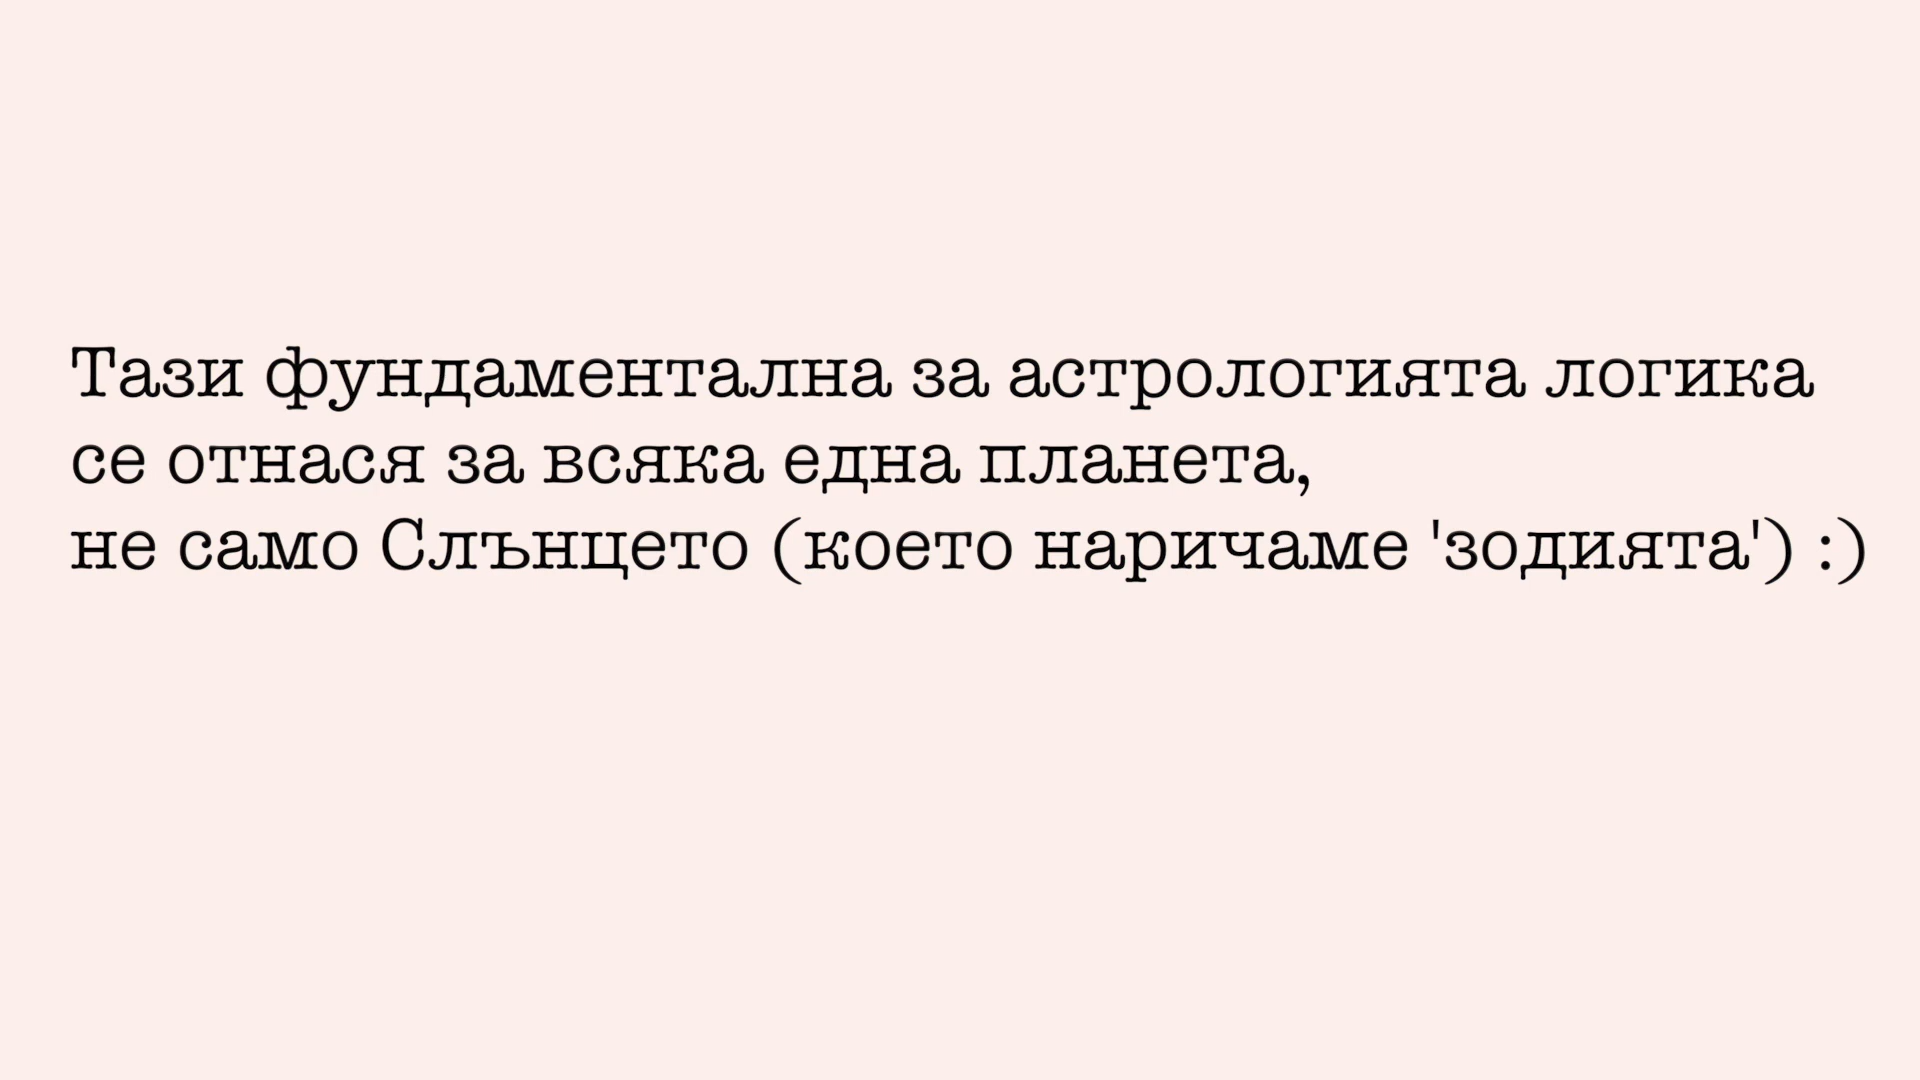 Тази фундаментална за астрологията логика
се отнася за всяка една планета,
не само Слънцето (което наричаме 'зодията') :)